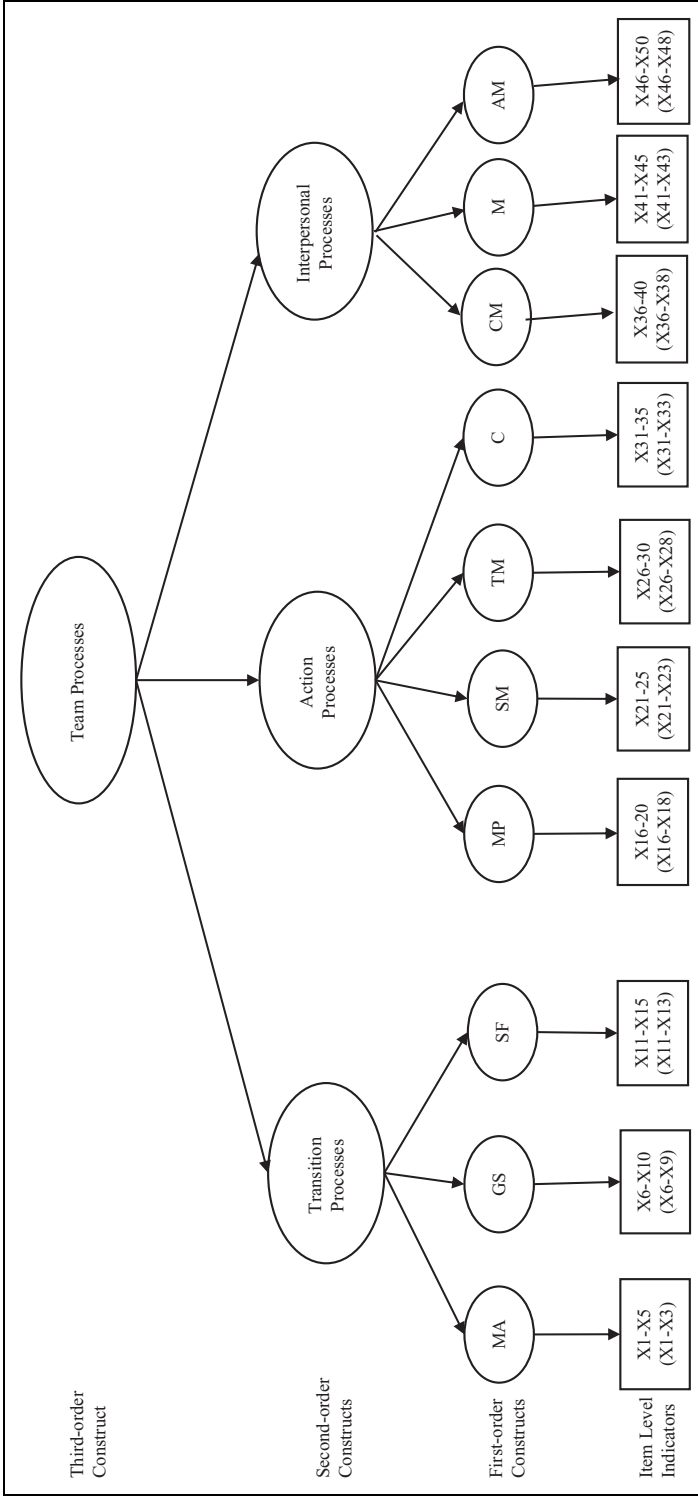 Third-order
Construct
Team Processes
Second-order
Constructs
Transition
Processes
Action
Processes
Interpersonal
Processes
First-order
Constructs
MA
GS
SF
MP
SM
TM
C
CM
M
AM
Item Level
Indicators
X1-X5
(X1-X3)
X6-X10
(X6-X9)
X11-X15
(X11-X13)
X16-20
(X16-X18)
X21-25
(X21-X23)
X26-30
(X26-X28)
X31-35
(X31-X33)
X36-40
(X36-X38)
X41-X45
(X41-X43)
X46-X50
(X46-X48)